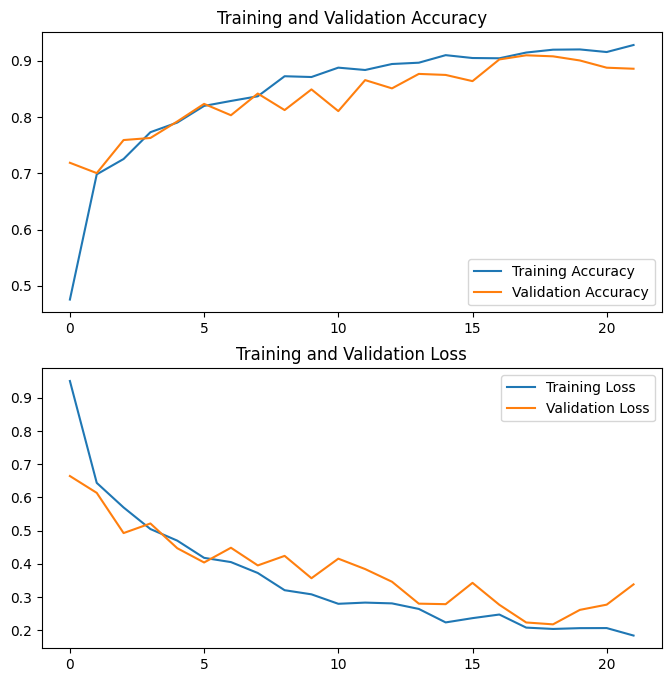 Training and Validation Accuracy
0.9
0.8
0.7
0.6
0.5
Training Accuracy
Validation Accuracy
0 5 10 15 20
Training and Validation Loss
0.9
0.8
0.7
0.6
0.5
0.4
0.3
0.2
Training Loss
Validation Loss
0 5 10 15 20